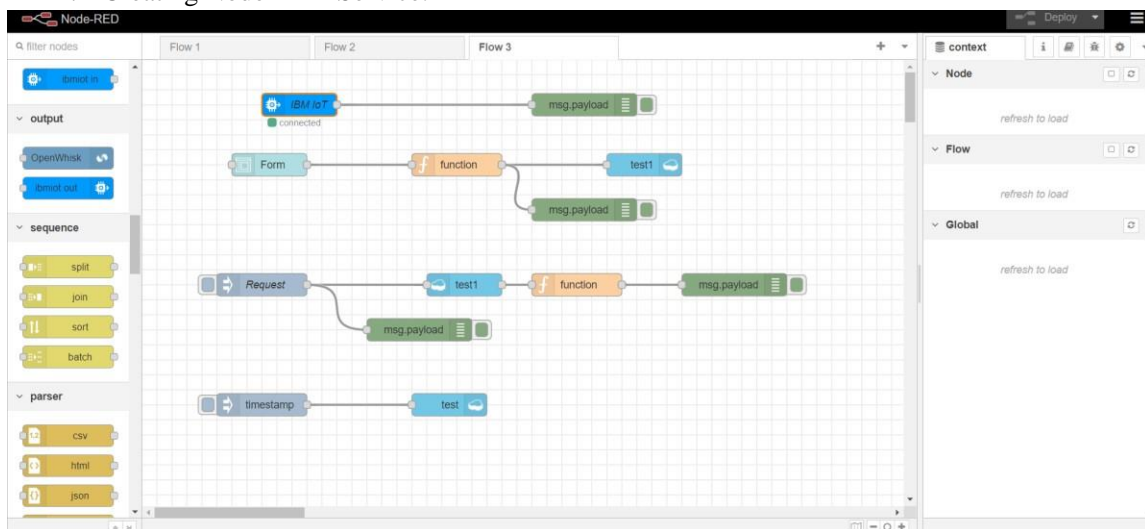 Node-RED
Deploy
filter nodes
Flow 1
Flow 2
Flow 3
context
ibmiot in
output
OpenWhisk
ibmiot out
sequence
split
join
sort
batch
parser
csv
html
json
IBM IoT
connected
msg.payload
Form
function
test1
msg.payload
Request
test1
function
msg.payload
msg.payload
timestamp
test
Node
refresh to load
Flow
refresh to load
Global
refresh to load